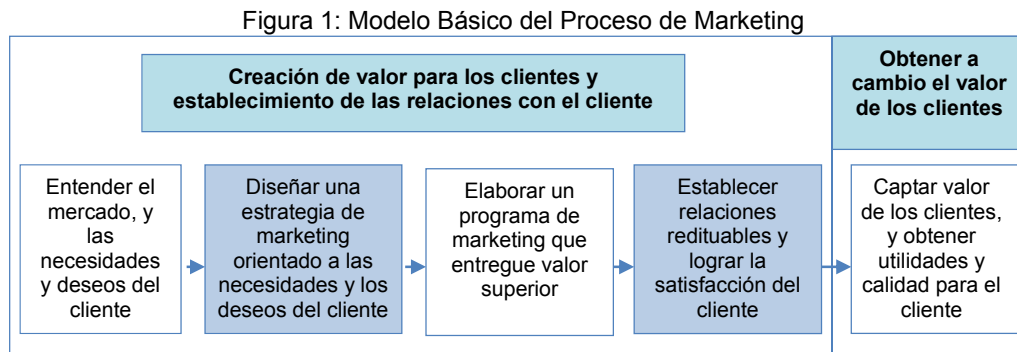 Figura 1: Modelo Básico del Proceso de Marketing
Creación de valor para los clientes y
establecimiento de las relaciones con el cliente
Obtener a
cambio el valor
de los clientes
Entender el
mercado, y
las
necesidades
y deseos del
cliente
Diseñar una
estrategia de
marketing
orientado a las
necesidades y los
deseos del cliente
Elaborar un
programa de
marketing que
entregue valor
superior
Establecer
relaciones
redituables y
lograr la
satisfacción del
cliente
Captar valor
de los clientes,
y obtener
utilidades y
calidad para el
cliente